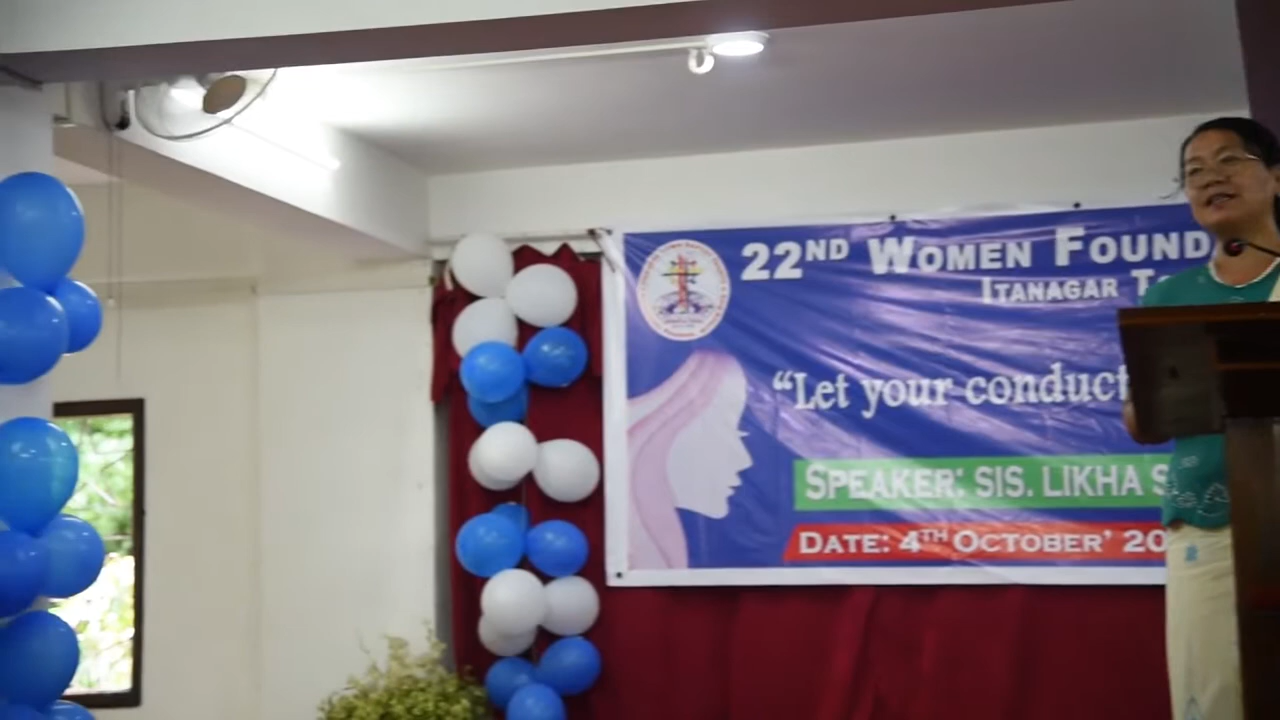 22ND WOMEN FOUND
ITANAGAR T
“Let your conduct
SPEAKER: SIS. LIKHA S
DATE: 4TH OCTOBER' 20